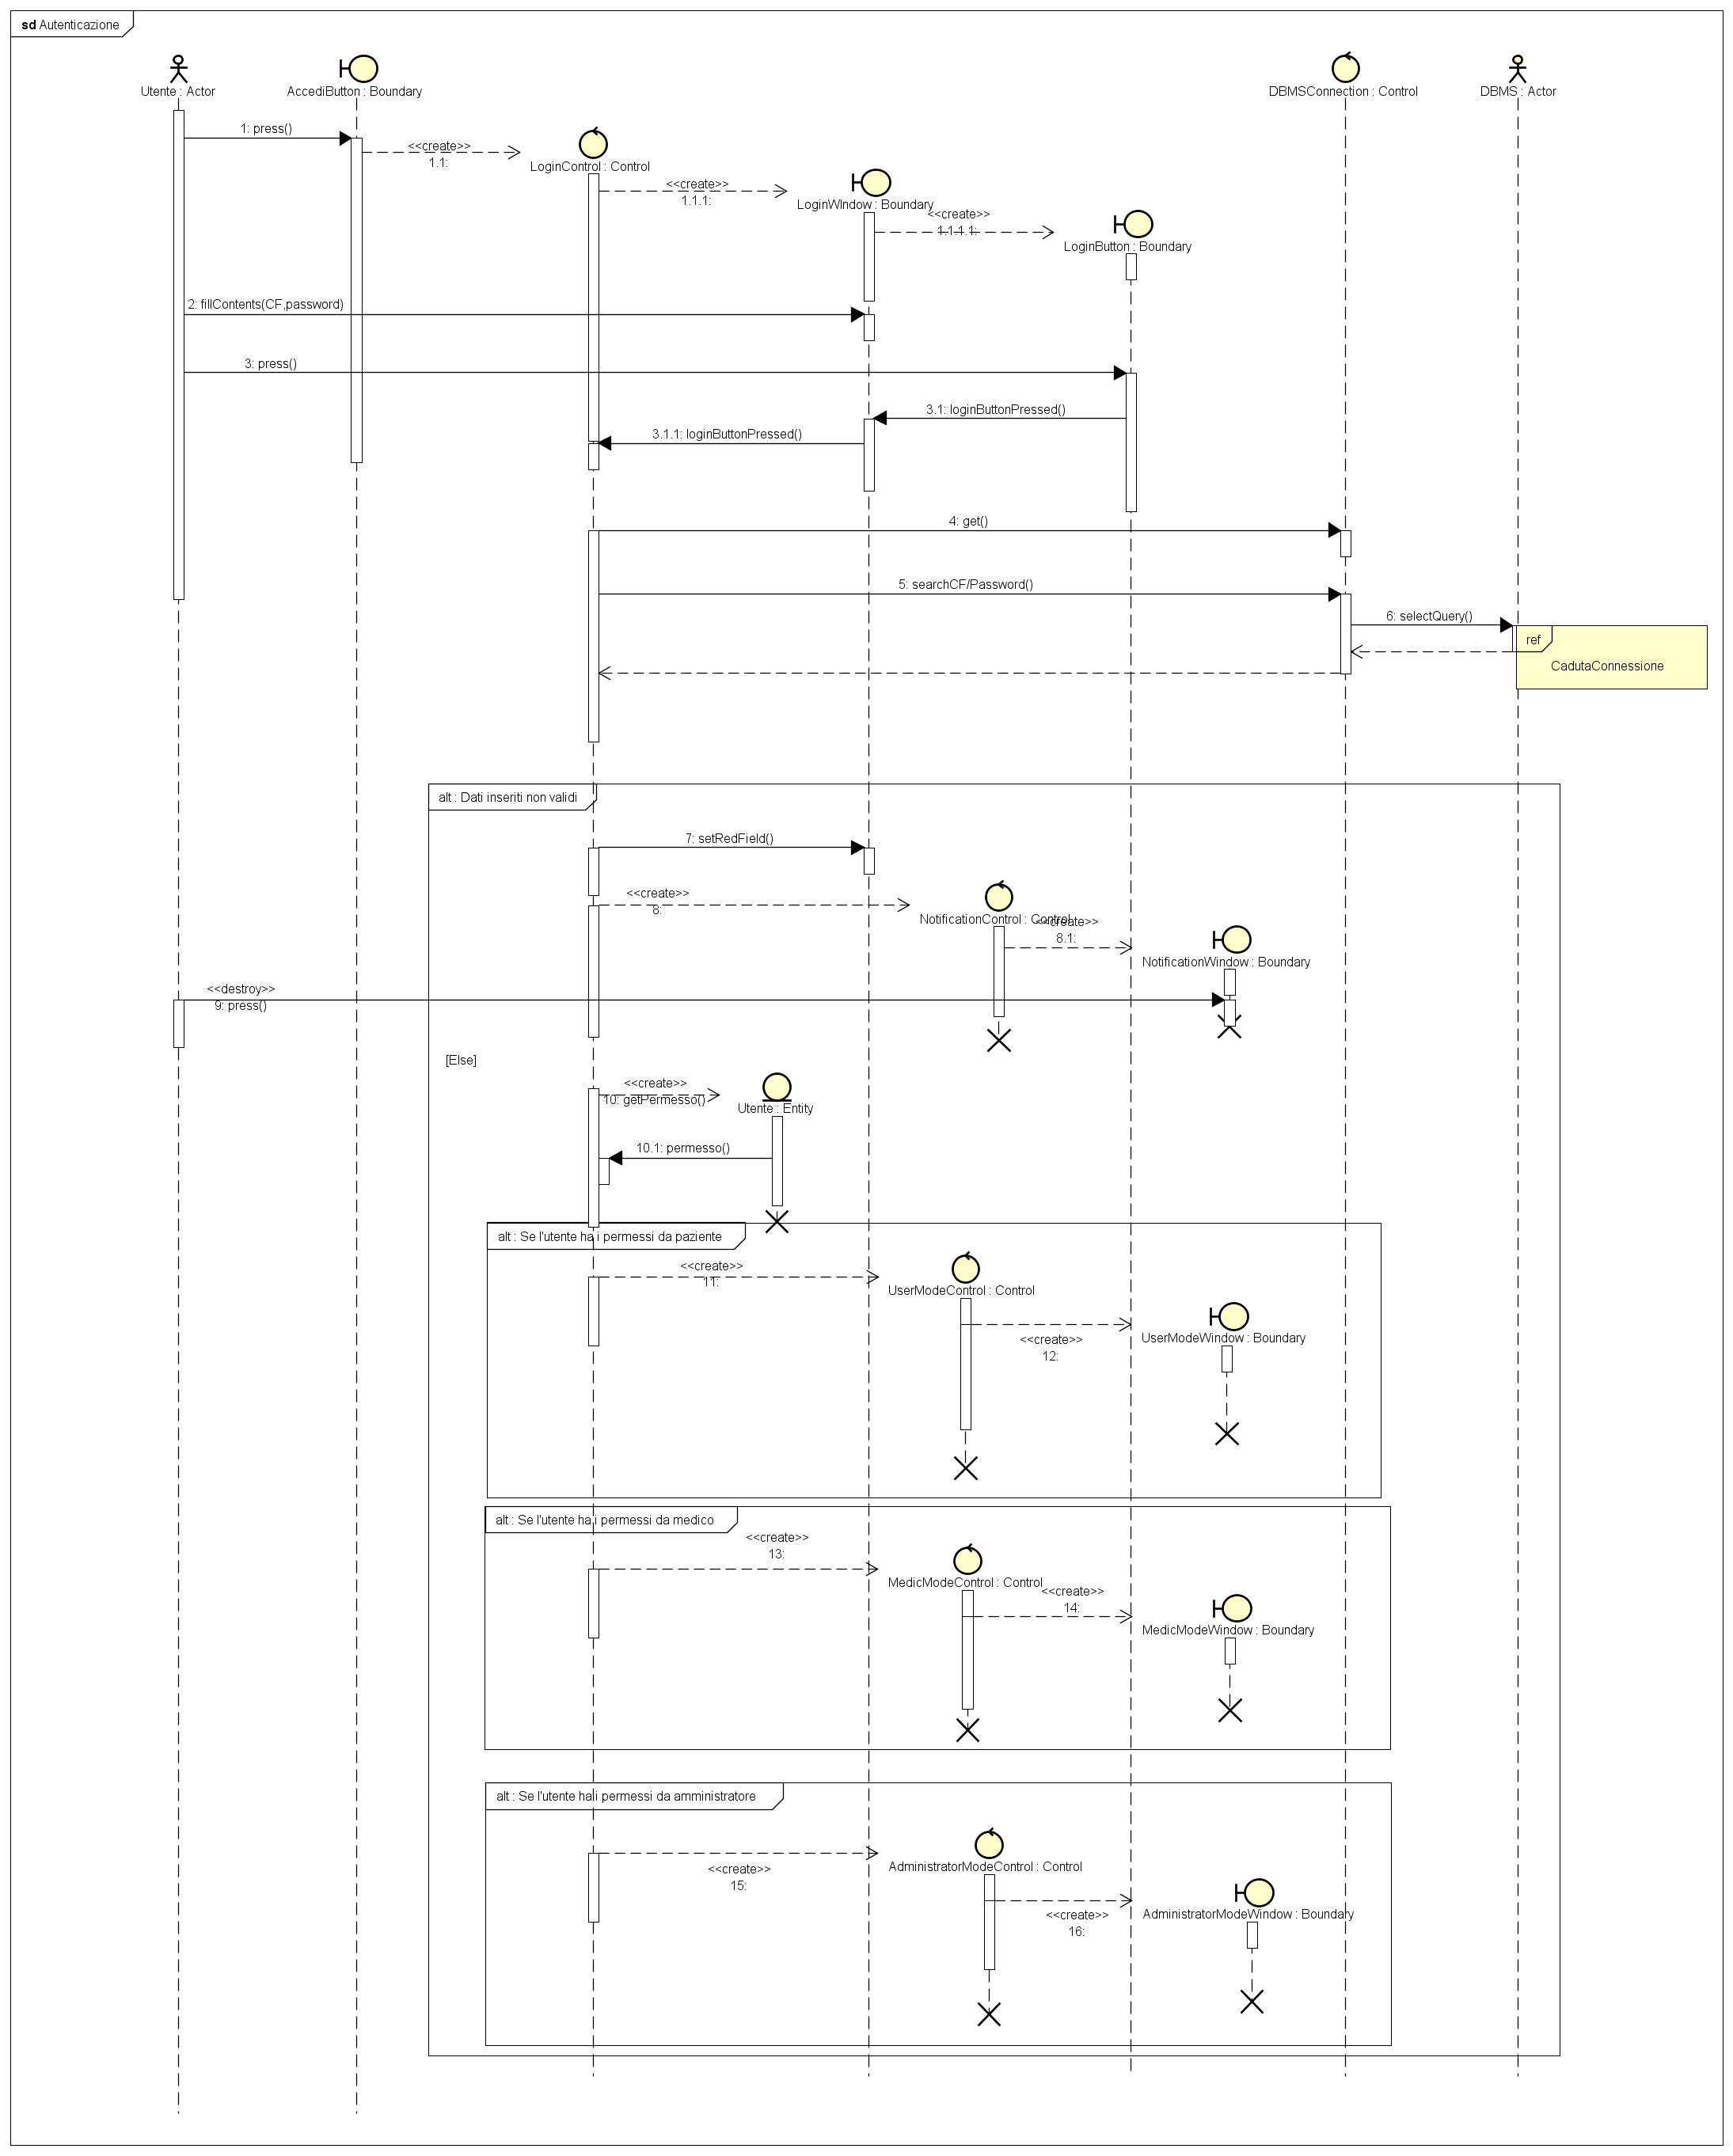 sd Autenticazione
Utente : Actor
AccediButton : Boundary
DBMSConnection : Control
DBMS : Actor
1: press()
<<create>>
1.1:
LoginControl : Control
<<create>>
1.1.1:
LoginWIndow : Boundary
<<create>>
1.1.1.1:
LoginButton : Boundary
2: fillContents(CF,password)
3: press()
3.1: loginButtonPressed()
3.1.1: loginButtonPressed()
4: get()
5: searchCF/Password()
6: selectQuery()
ref
CadutaConnessione
alt : Dati inseriti non validi
7: setRedField()
<<create>>
8:
NotificationControl : Control
<<create>>
8.1:
NotificationWindow : Boundary
<<destroy>>
9: press()
[Else]
<<create>>
10: getPermesso()
Utente : Entity
10.1: permesso()
alt : Se l'utente ha i permessi da paziente
<<create>>
11:
UserModeControl : Control
<<create>>
12:
UserModeWindow : Boundary
alt : Se l'utente ha i permessi da medico
<<create>>
13:
MedicModeControl : Control
<<create>>
14:
MedicModeWindow : Boundary
alt : Se l'utente ha i permessi da amministratore
<<create>>
15:
AdministratorModeControl : Control
<<create>>
16:
AdministratorModeWindow : Boundary